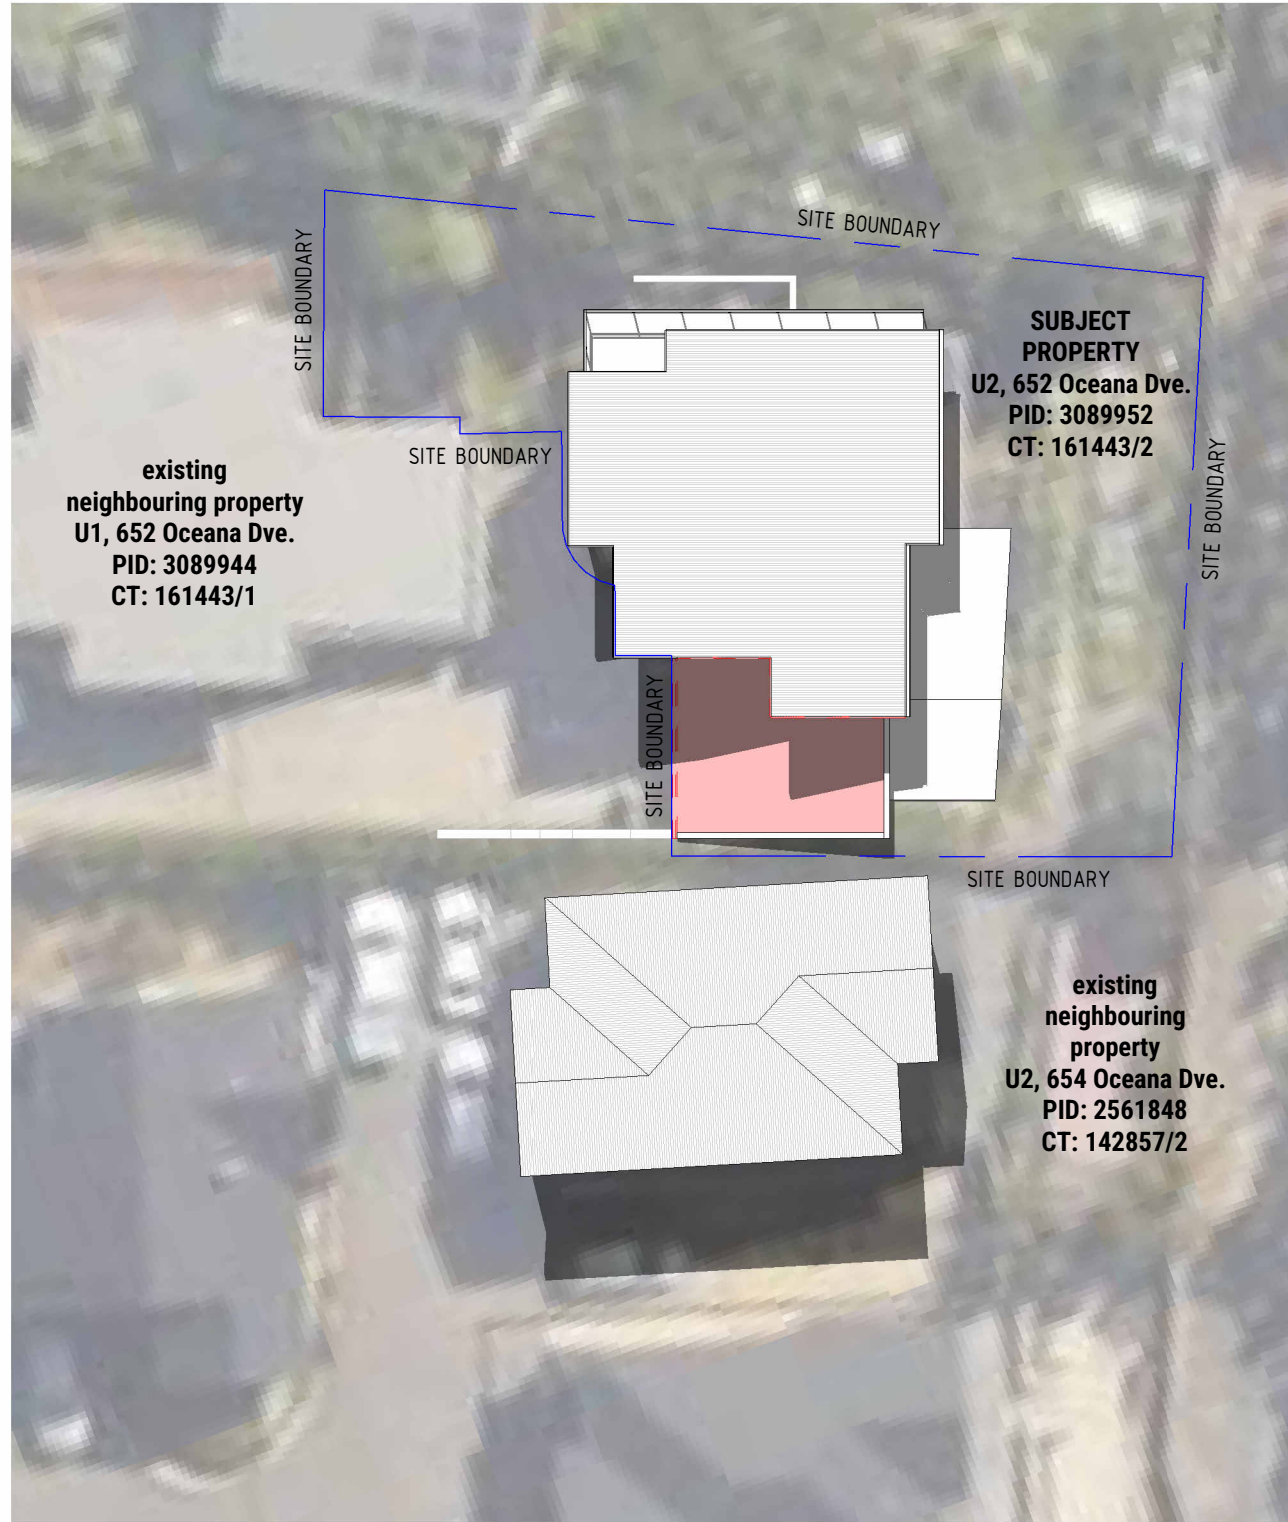 SITE BOUNDARY
SITE BOUNDARY
SUBJECT
PROPERTY
U2, 652 Oceana Dve.
PID: 3089952
CT: 161443/2
SITE BOUNDARY
existing
neighbouring property
U1, 652 Oceana Dve.
PID: 3089944
CT: 161443/1
SITE BOUNDARY
SITE BOUNDARY
SITE BOUNDARY
existing
neighbouring
property
U2, 654 Oceana Dve.
PID: 2561848
CT: 142857/2